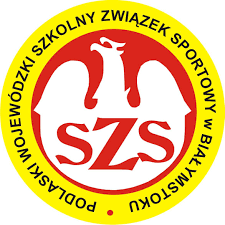 PODLASKI WOJEWÓDZKI SZKOLNY ZWIĄZEK SPORTOWY W BIAŁYMSTOKU
SZS